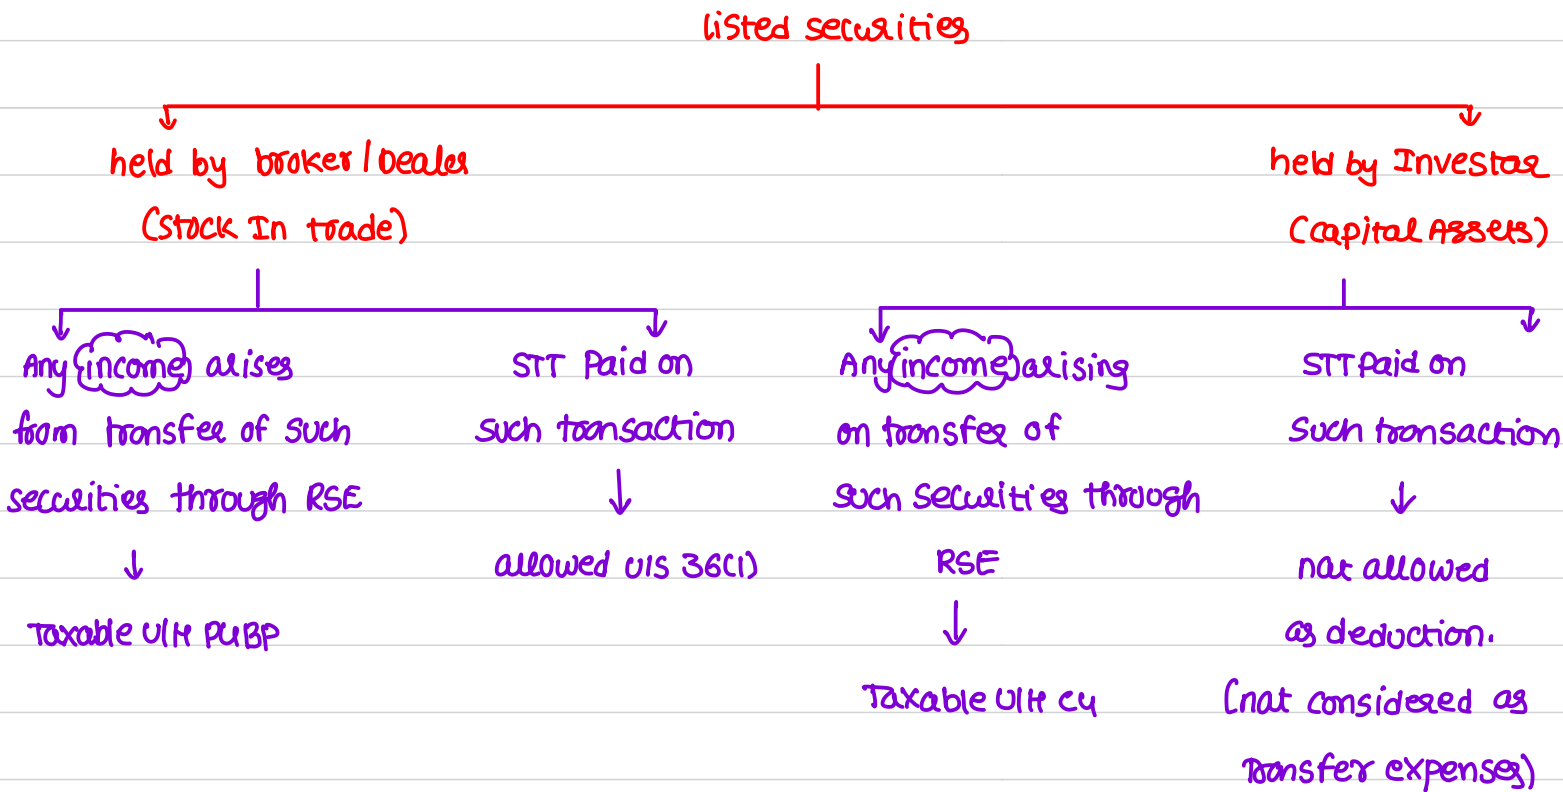 listed securities
held by broker/Dealer
(Stock In trade)
Any income arises
from transfer of such
securities through RSE
Taxable U/H PGBP
STT Paid on
such transaction
allowed U/S 36(1)
held by Investor
(Capital Assets)
Any income arising
on transfer of
such securities through
RSE
Taxable U/H CG
STT paid on
such transaction
not allowed
as deduction.
(not considered as
Transfer expenses)